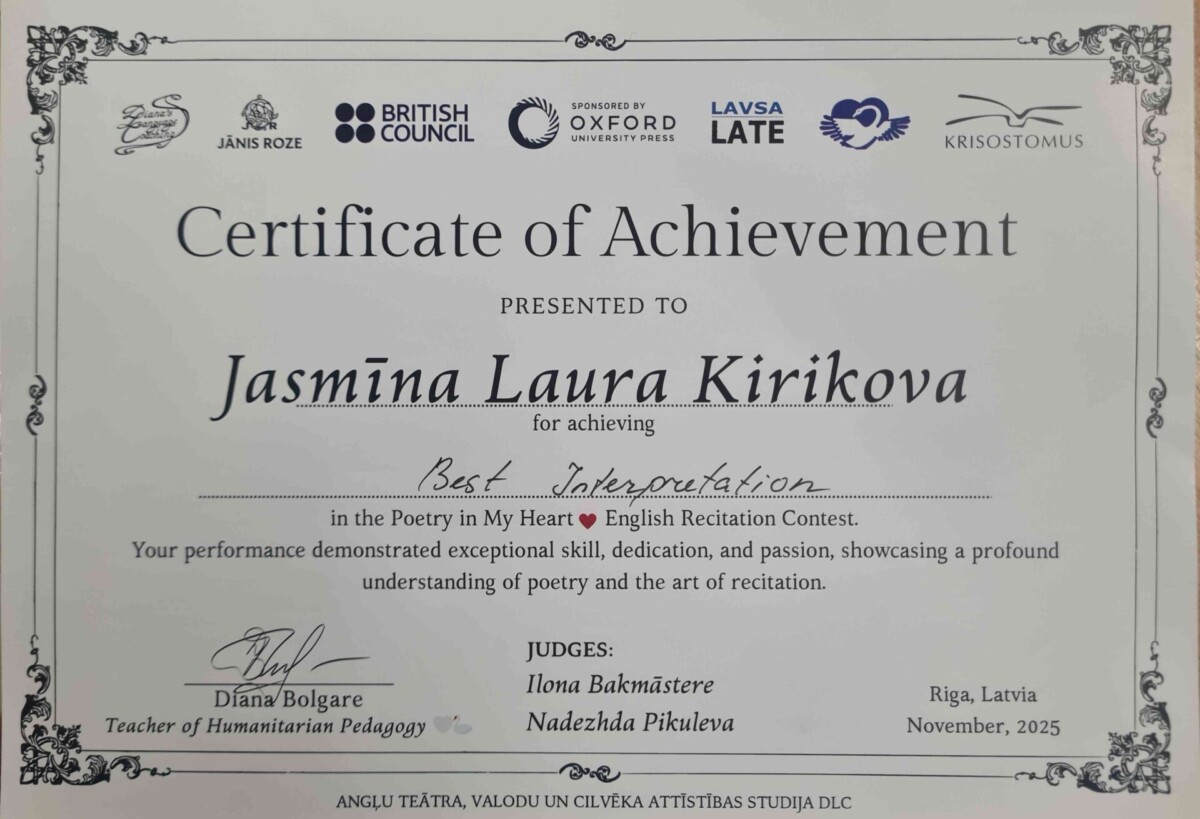 Diana's
Language
JR
JĀNIS ROZE
BRITISH
COUNCIL
SPONSORED BY
OXFORD
UNIVERSITY PRESS
LAVSA
LATE
KRISOSTOMUS
Certificate of Achievement
PRESENTED TO
Jasmīna Laura Kirikova
for achieving
Best Interpretation
in the Poetry in My Heart ❤ English Recitation Contest.
Your performance demonstrated exceptional skill, dedication, and passion, showcasing a profound
understanding of poetry and the art of recitation.
Diana Bolgare
Teacher of Humanitarian Pedagogy
JUDGES:
Ilona Bakmāstere
Nadezhda Pikuleva
Riga, Latvia
November, 2025
ANGĻU TEĀTRA, VALODU UN CILVĒKA ATTĪSTĪBAS STUDIJA DLC